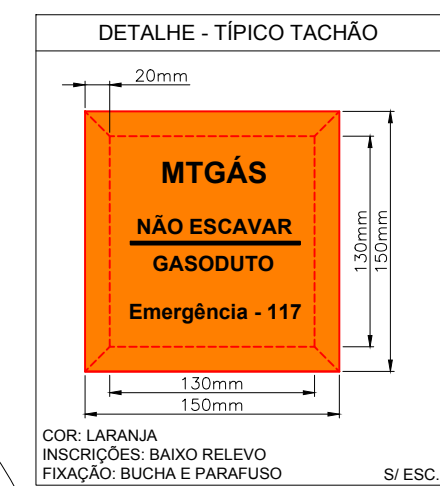 DETALHE - TÍPICO TACHÃO
20mm
MTGÁS
NÃO ESCAVAR
GASODUTO
Emergência - 117
130mm
150mm
130mm
150mm
COR: LARANJA
INSCRIÇÕES: BAIXO RELEVO
FIXAÇÃO: BUCHA E PARAFUSO
S/ ESC.